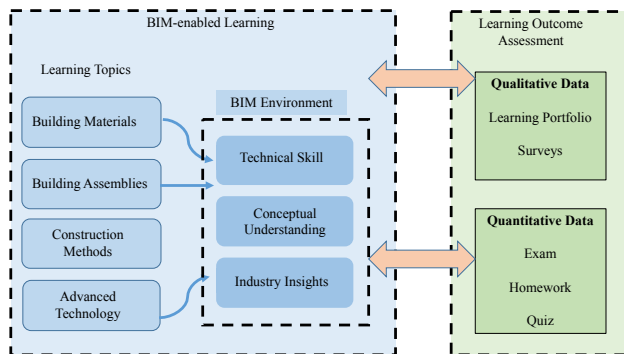 BIM-enabled Learning
Learning Topics
Building Materials
Building Assemblies
Construction
Methods
Advanced
Technology
BIM Environment
Technical Skill
Conceptual
Understanding
Industry Insights
Learning Outcome
Assessment
Qualitative Data
Learning Portfolio
Surveys
Quantitative Data
Exam
Homework
Quiz